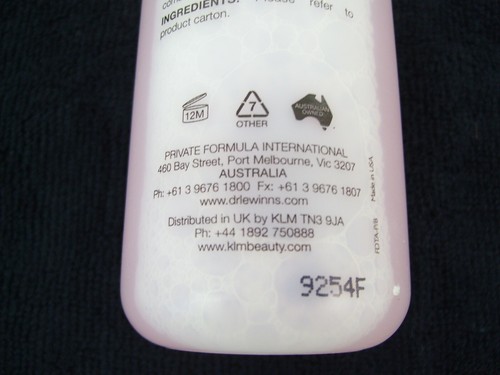 INGREDIENTS: Please refer to
product carton.
12M
7
OTHER
AUSTRALIAN
OWNED
PRIVATE FORMULA INTERNATIONAL
460 Bay Street, Port Melbourne, Vic 3207
AUSTRALIA
Ph: +61 3 9676 1800 Fx: +61 3 9676 1807
www.drlewinns.com
Distributed in UK by KLM TN3 9JA
Ph: +44 1892 750888
www.klmbeauty.com
Made in USA
9254F